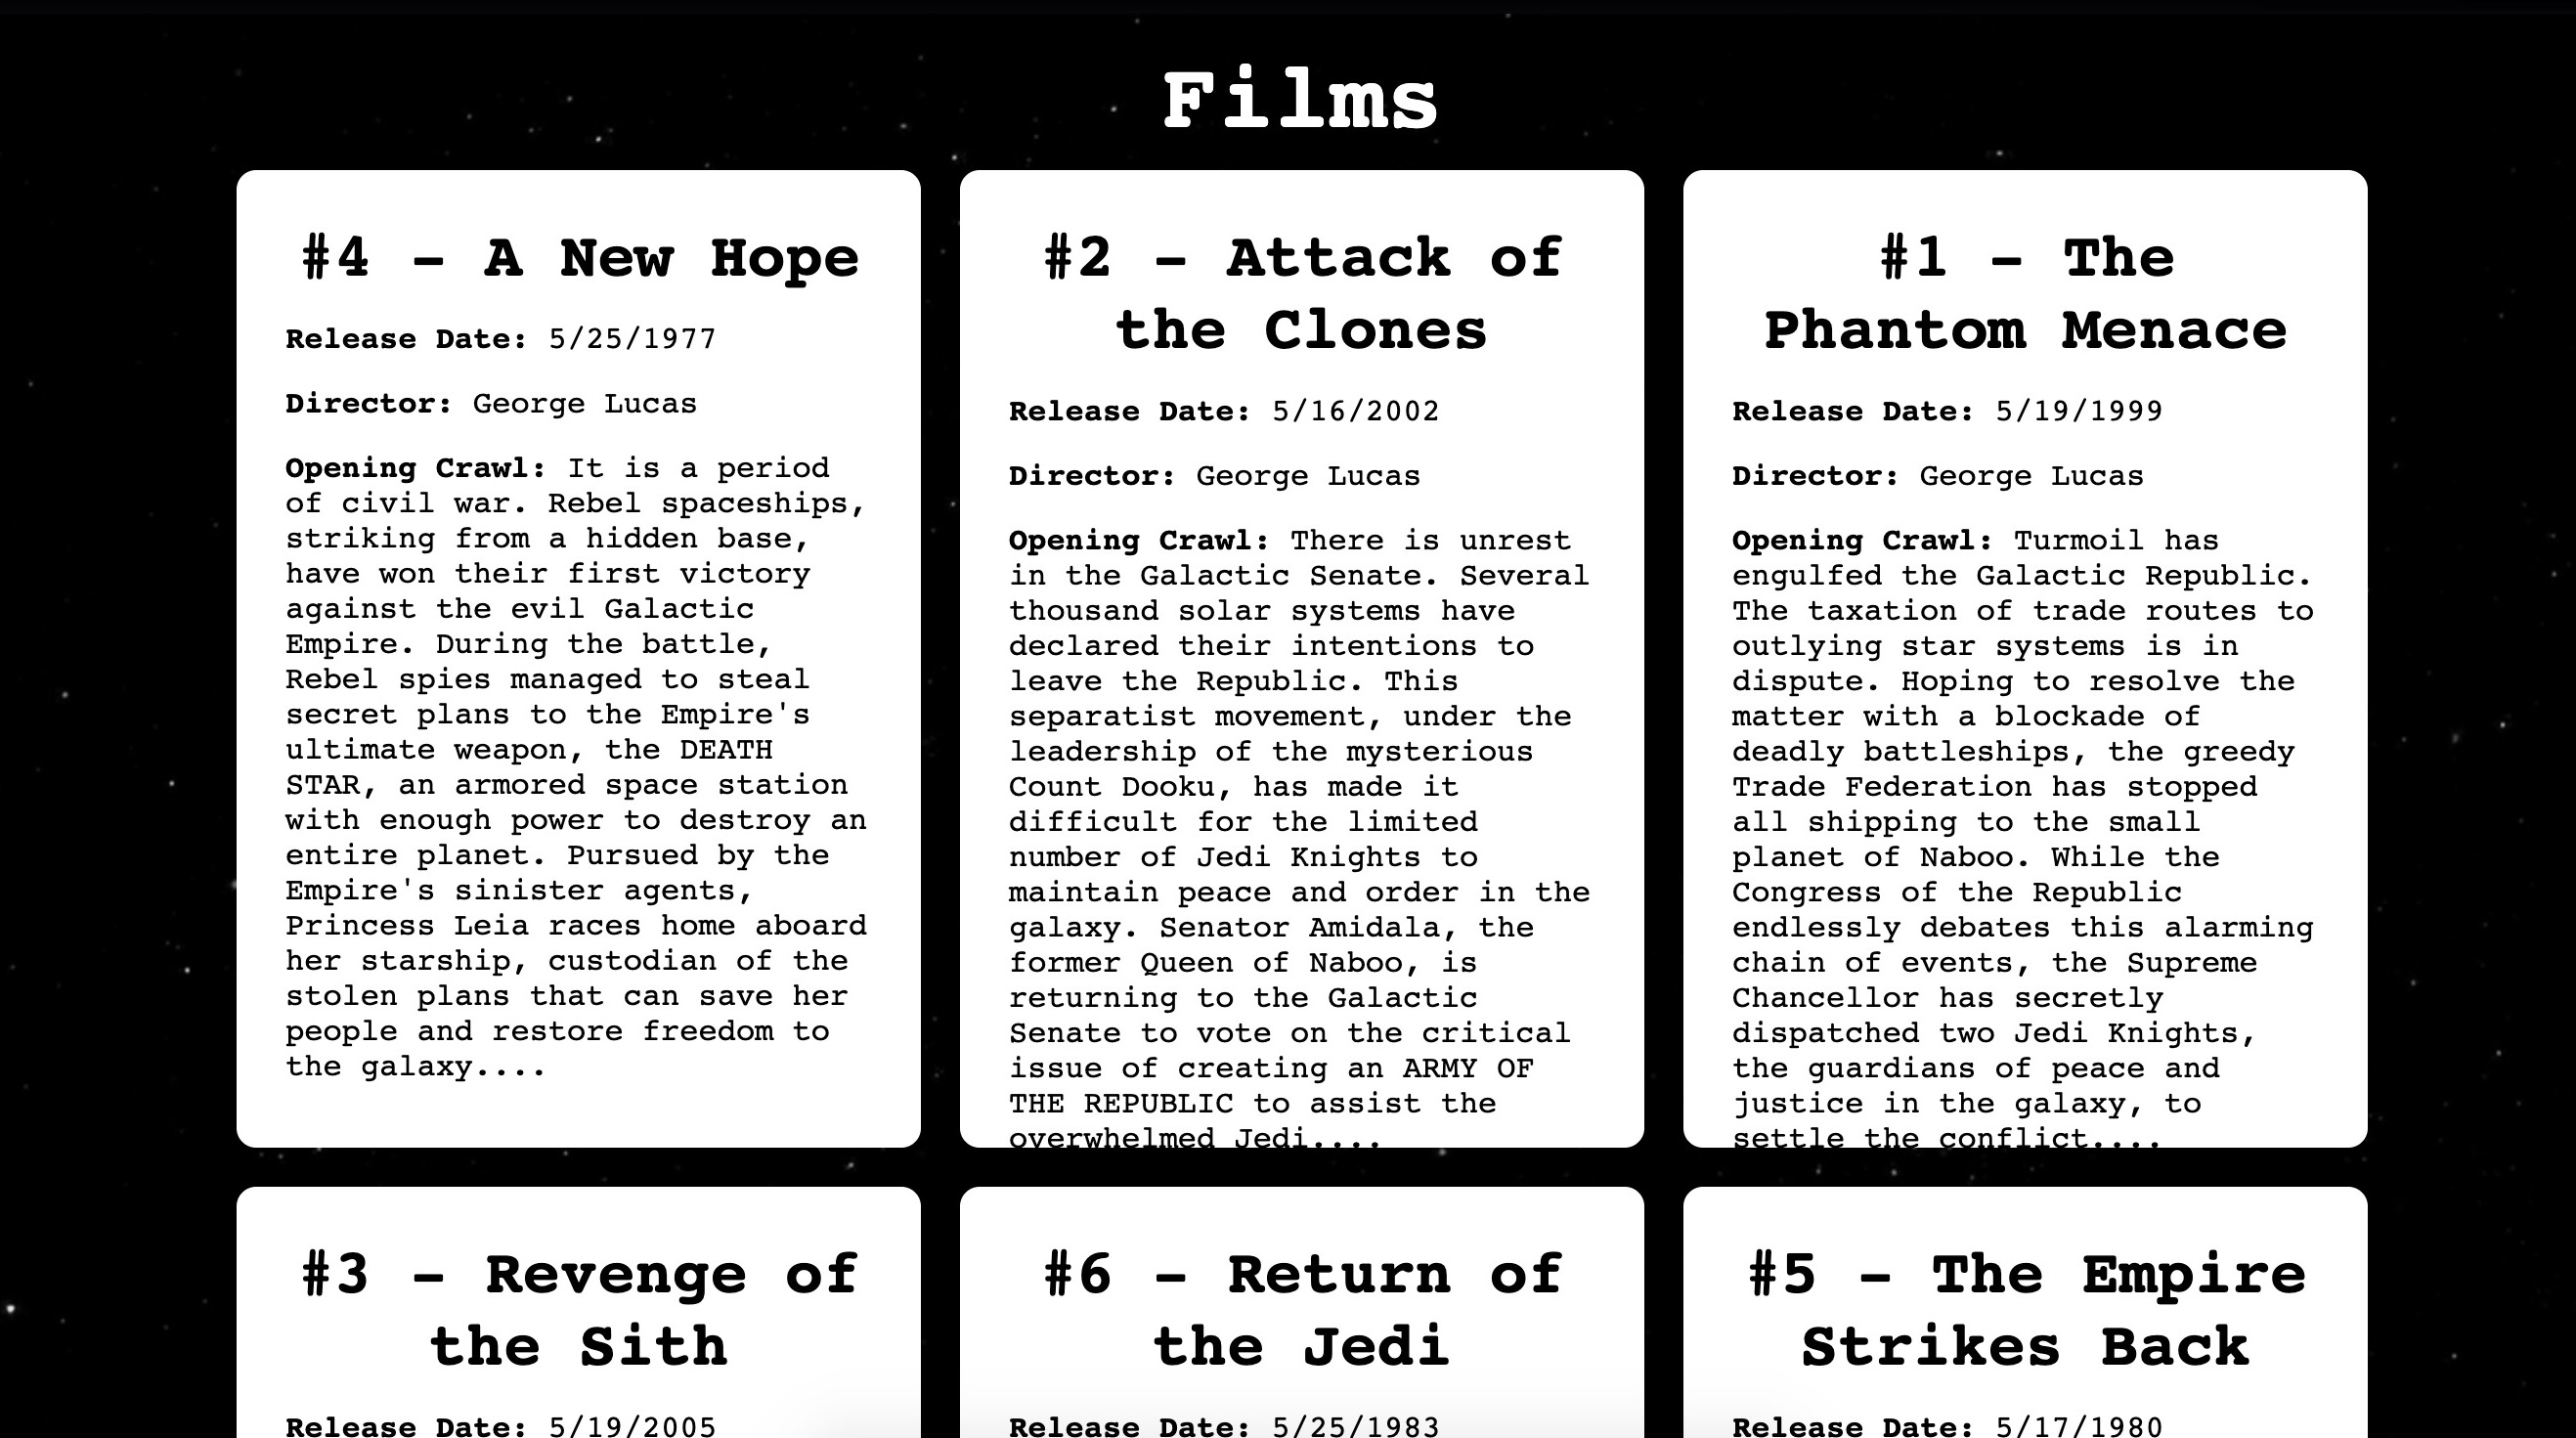 Films
#4 – A New Hope
Release Date: 5/25/1977
Director: George Lucas
Opening Crawl: It is a period
of civil war. Rebel spaceships,
striking from a hidden base,
have won their first victory
against the evil Galactic
Empire. During the battle,
Rebel spies managed to steal
secret plans to the Empire's
ultimate weapon, the DEATH
STAR, an armored space station
with enough power to destroy an
entire planet. Pursued by the
Empire's sinister agents,
Princess Leia races home aboard
her starship, custodian of the
stolen plans that can save her
people and restore freedom to
the galaxy....
#2 – Attack of
the Clones
Release Date: 5/16/2002
Director: George Lucas
Opening Crawl: There is unrest
in the Galactic Senate. Several
thousand solar systems have
declared their intentions to
leave the Republic. This
separatist movement, under the
leadership of the mysterious
Count Dooku, has made it
difficult for the limited
number of Jedi Knights to
maintain peace and order in the
galaxy. Senator Amidala, the
former Queen of Naboo, is
returning to the Galactic
Senate to vote on the critical
issue of creating an ARMY OF
THE REPUBLIC to assist the
overwhelmed Jedi....
#1 – The
Phantom Menace
Release Date: 5/19/1999
Director: George Lucas
Opening Crawl: Turmoil has
engulfed the Galactic Republic.
The taxation of trade routes to
outlying star systems is in
dispute. Hoping to resolve the
matter with a blockade of
deadly battleships, the greedy
Trade Federation has stopped
all shipping to the small
planet of Naboo. While the
Congress of the Republic
endlessly debates this alarming
chain of events, the Supreme
Chancellor has secretly
dispatched two Jedi Knights,
the guardians of peace and
justice in the galaxy, to
settle the conflict....
#3 – Revenge of
the Sith
Release Date: 5/19/2005
#6 – Return of
the Jedi
Release Date: 5/25/1983
#5 – The Empire
Strikes Back
Release Date: 5/17/1980